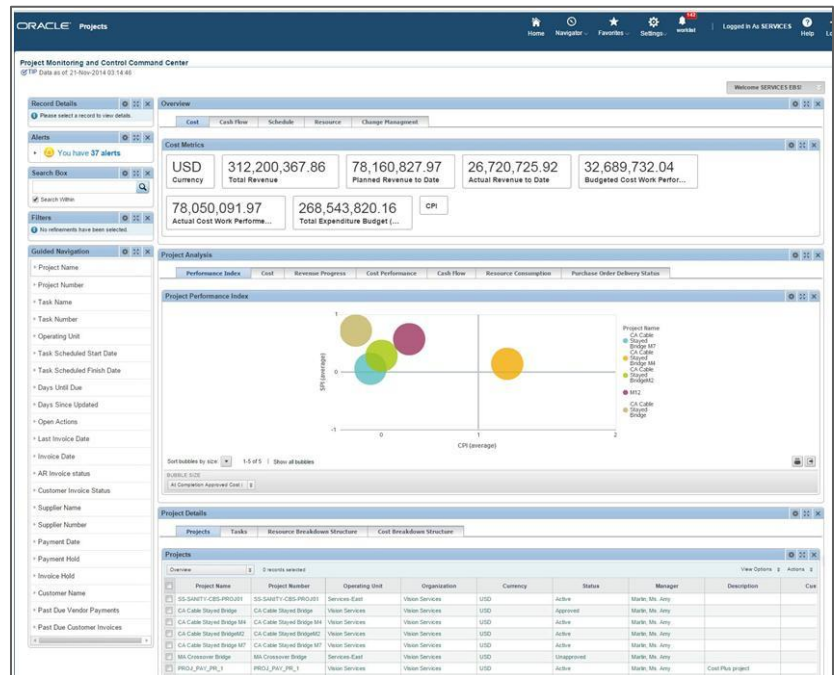 ORACLE Projects
Home Navigator Favorites Settings worklist Logged In As SERVICES Help
143
Project Monitoring and Control Command Center
TIP Data as of: 21-Nov-2014 03:14:46
Welcome SERVICES EBS!
Record Details
Please select a record to view details.
Alerts
You have 37 alerts
Search Box
Search Within
Filters
No refinements have been selected.
Guided Navigation
Project Name
Project Number
Task Name
Task Number
Operating Unit
Task Scheduled Start Date
Task Scheduled Finish Date
Days Until Due
Days Since Updated
Open Actions
Last Invoice Date
Invoice Date
AR Invoice status
Customer Invoice Status
Supplier Name
Supplier Number
Payment Date
Payment Hold
Invoice Hold
Customer Name
Past Due Vendor Payments
Past Due Customer Invoices
Overview
Cost Cash Flow Schedule Resource Change Managment
Cost Metrics
USD 312,200,367.86 78,160,827.97 26,720,725.92 32,689,732.04
Currency Total Revenue Planned Revenue to Date Actual Revenue to Date Budgeted Cost Work Perfor...
78,050,091.97 268,543,820.16 CPI
Actual Cost Work Performe... Total Expenditure Budget (...
Project Analysis
Performance Index Cost Revenue Progress Cost Performance Cash Flow Resource Consumption Purchase Order Delivery Status
Project Performance Index
SPI (average)
1
0
-1
0 1 2
CPI (average)
Project Name
CA Cable
Stayed
Bridge M7
CA Cable
Stayed
Bridge M4
CA Cable
Stayed
BridgeM2
M12
CA Cable
Stayed
Bridge
Sort bubbles by size: 1-5 of 5 | Show all bubbles
BUBBLE SIZE
At Completion Approved Cost (
Project Details
Projects Tasks Resource Breakdown Structure Cost Breakdown Structure
Projects
Overview 0 records selected View Options Actions
Project Name Project Number Operating Unit Organization Currency Status Manager Description Cus
SS-SANITY-CBS-PROJ01 SS-SANITY-CBS-PROJ01 Services-East Vision Services USD Active Martin, Ms. Amy
CA Cable Stayed Bridge CA Cable Stayed Bridge Vision Services Vision Services USD Approved Martin, Ms. Amy
CA Cable Stayed Bridge M4 CA Cable Stayed Bridge M4 Vision Services Vision Services USD Active Martin, Ms. Amy
CA Cable Stayed BridgeM2 CA Cable Stayed BridgeM2 Vision Services Vision Services USD Active Martin, Ms. Amy
CA Cable Stayed Bridge M7 CA Cable Stayed Bridge M7 Vision Services Vision Services USD Active Martin, Ms. Amy
MA Crossover Bridge MA Crossover Bridge Services-East Vision Services USD Unapproved Martin, Ms. Amy
PROJ_PAY_PR_1 PROJ_PAY_PR_1 Vision Services Vision Services USD Active Martin, Ms. Amy Cost Plus project